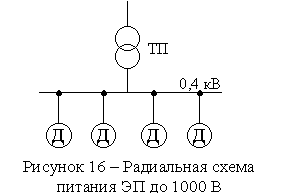 ТП
0,4 кВ
Д Д Д Д
Рисунок 16 – Радиальная схема
питания ЭП до 1000 В